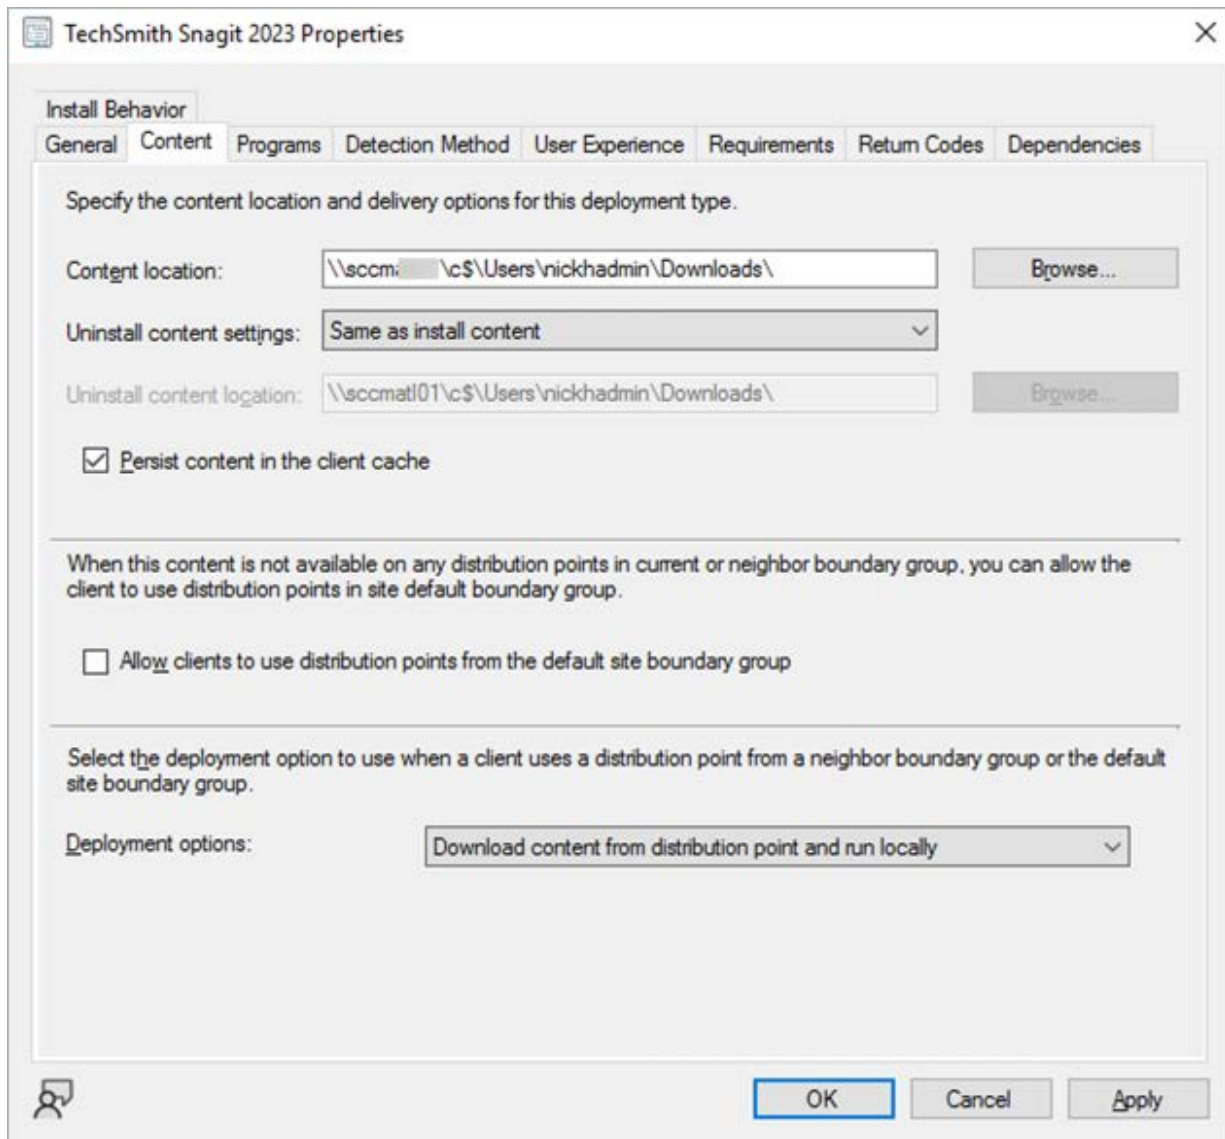 TechSmith Snagit 2023 Properties
Install Behavior
General Content Programs Detection Method User Experience Requirements Return Codes Dependencies
Specify the content location and delivery options for this deployment type.
Content location: \\sccma \c$\Users\nickhadmin\Downloads\ Browse...
Uninstall content settings: Same as install content
Uninstall content location: \\sccmatl01\c$\Users\nickhadmin\Downloads\ Browse...
Persist content in the client cache
When this content is not available on any distribution points in current or neighbor boundary group, you can allow the
client to use distribution points in site default boundary group.
Allow clients to use distribution points from the default site boundary group
Select the deployment option to use when a client uses a distribution point from a neighbor boundary group or the default
site boundary group.
Deployment options: Download content from distribution point and run locally
OK Cancel Apply